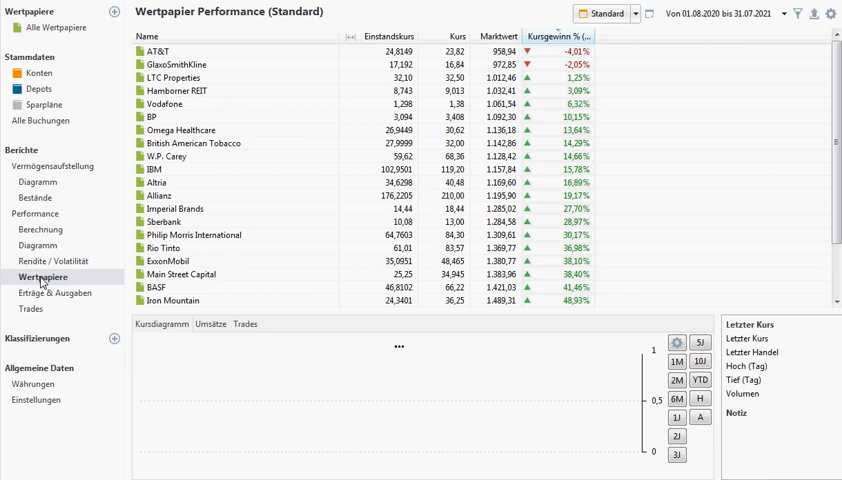 Wertpapiere
Alle Wertpapiere
Stammdaten
Konten
Depots
Sparpläne
Alle Buchungen
Berichte
Vermögensaufstellung
Diagramm
Bestände
Performance
Berechnung
Diagramm
Rendite / Volatilität
Wertpapiere
Erträge & Ausgaben
Trades
Klassifizierungen
Allgemeine Daten
Währungen
Einstellungen
Wertpapier Performance (Standard)
Standard
Von 01.08.2020 bis 31.07.2021
Name Einstandskurs Kurs Marktwert Kursgewinn % (...
AT&T 24,8149 23,82 958,94 -4,01%
GlaxoSmithKline 17,192 16,84 972,85 -2,05%
LTC Properties 32,10 32,50 1.012,46 1,25%
Hamborner REIT 8,743 9,013 1.032,41 3,09%
Vodafone 1,298 1,38 1.061,54 6,32%
BP 3,094 3,408 1.092,30 10,15%
Omega Healthcare 26,9449 30,62 1.136,18 13,64%
British American Tobacco 27,9999 32,00 1.142,86 14,29%
W.P. Carey 59,62 68,36 1.128,42 14,66%
IBM 102,9501 119,20 1.157,84 15,78%
Altria 34,6298 40,48 1.169,60 16,89%
Allianz 176,2205 210,00 1.195,90 19,17%
Imperial Brands 14,44 18,44 1.285,02 27,70%
Sberbank 10,08 13,00 1.284,58 28,97%
Philip Morris International 64,7603 84,30 1.309,61 30,17%
Rio Tinto 61,01 83,57 1.369,77 36,98%
ExxonMobil 35,0951 48,465 1.380,77 38,10%
Main Street Capital 25,25 34,945 1.383,96 38,40%
BASF 46,8102 66,22 1.421,03 41,46%
Iron Mountain 24,3401 36,25 1.489,31 48,93%
Kursdiagramm Umsätze Trades
...
1
0,5
0
5J
1M 10J
2M YTD
6M H
1J A
2J
3J
Letzter Kurs
Letzter Kurs
Letzter Handel
Hoch (Tag)
Tief (Tag)
Volumen
Notiz